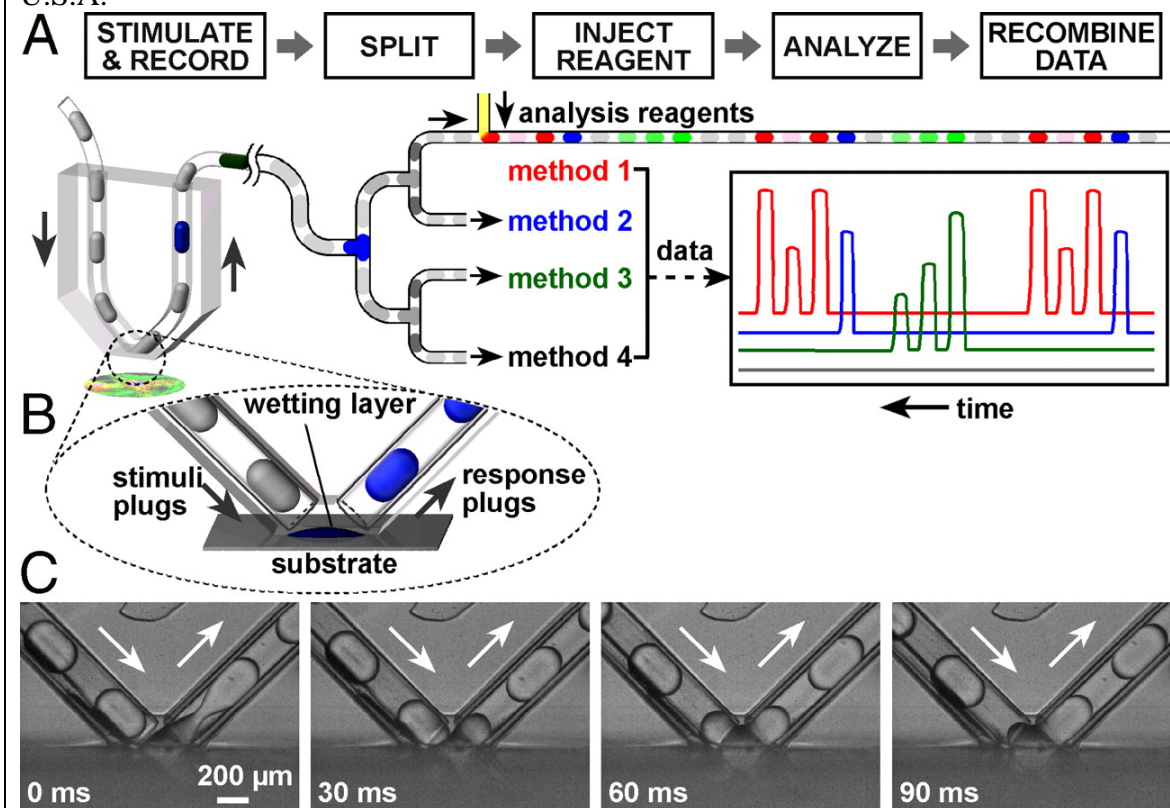 U.S.A.
A
STIMULATE
& RECORD
SPLIT
INJECT
REAGENT
ANALYZE
RECOMBINE
DATA
analysis reagents
method 1
method 2
method 3
method 4
data
time
B
wetting layer
stimuli
plugs
response
plugs
substrate
C
0 ms
200 µm
30 ms
60 ms
90 ms